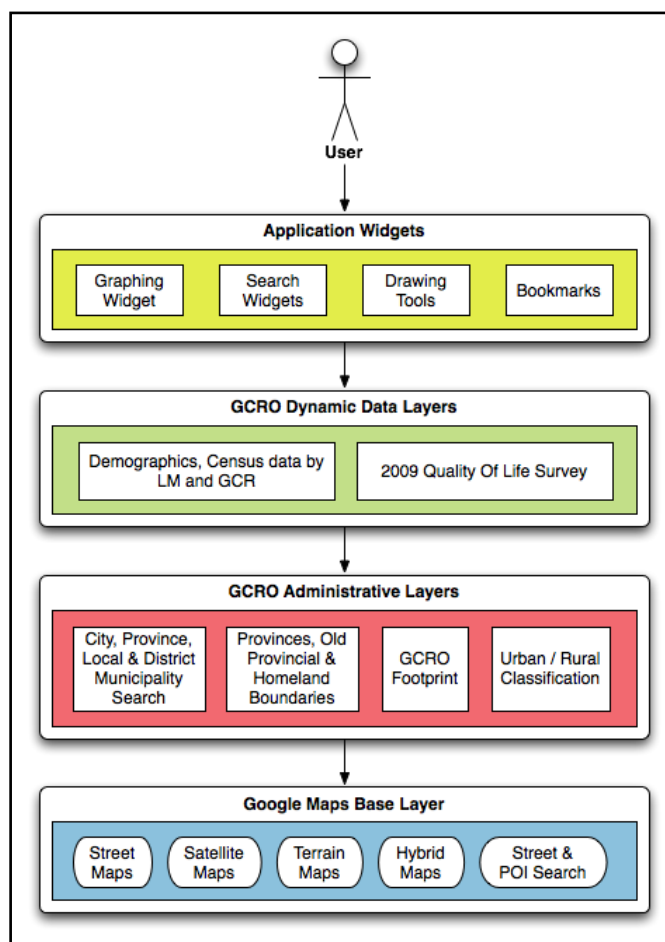 User
Application Widgets
Graphing
Widget
Search
Widgets
Drawing
Tools
Bookmarks
GCRO Dynamic Data Layers
Demographics, Census data by
LM and GCR
2009 Quality Of Life Survey
GCRO Administrative Layers
City, Province,
Local & District
Municipality
Search
Provinces, Old
Provincial &
Homeland
Boundaries
GCRO
Footprint
Urban / Rural
Classification
Google Maps Base Layer
Street
Maps
Satellite
Maps
Terrain
Maps
Hybrid
Maps
Street &
POI Search